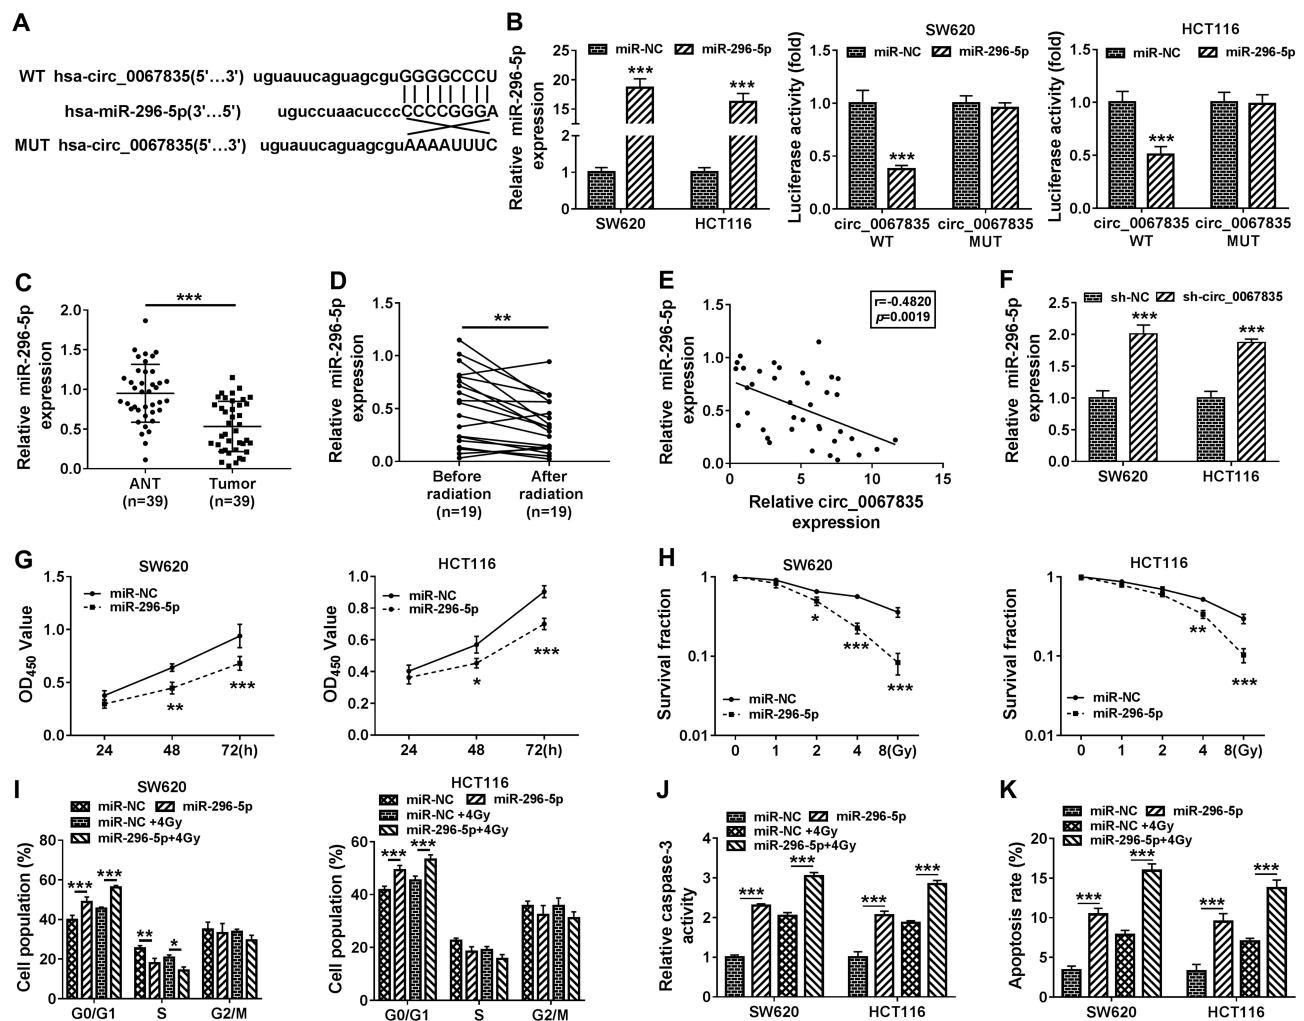 A
WT hsa-circ_0067835(5'...3') uguauucaguagcguGGGGCCCU
hsa-miR-296-5p(3'...5') uguccuaacucccCCCCGGGA
MUT hsa-circ_0067835(5'...3') uguauucaguagcguAAAAUUUC
B
Relative miR-296-5p
expression
miR-NC miR-296-5p
25
20
15
2
1
0
*** ***
SW620 HCT116
SW620
Luciferase activity (fold)
miR-NC miR-296-5p
1.5
1.0
0.5
0.0
***
circ_0067835 circ_0067835
WT MUT
HCT116
Luciferase activity (fold)
miR-NC miR-296-5p
1.5
1.0
0.5
0.0
***
circ_0067835 circ_0067835
WT MUT
C
Relative miR-296-5p
expression
***
2.0
1.5
1.0
0.5
0.0
ANT Tumor
(n=39) (n=39)
D
Relative miR-296-5p
expression
**
1.5
1.0
0.5
0.0
Before After
radiation radiation
(n=19) (n=19)
E
Relative miR-296-5p
expression
r=-0.4820
p=0.0019
1.5
1.0
0.5
0.0
0 5 10 15
Relative circ_0067835
expression
F
Relative miR-296-5p
expression
sh-NC sh-circ_0067835
2.5
2.0
1.5
1.0
0.5
0.0
*** ***
SW620 HCT116
G
SW620
OD450 Value
miR-NC
miR-296-5p
1.5
1.0
0.5
0.0
** ***
24 48 72(h)
HCT116
OD450 Value
miR-NC
miR-296-5p
1.0
0.8
0.6
0.4
0.2
0.0
* ***
24 48 72(h)
H
SW620
Survival fraction
1
0.1
0.01
* *** ***
miR-NC
miR-296-5p
0 1 2 4 8(Gy)
HCT116
Survival fraction
1
0.1
0.01
** ***
miR-NC
miR-296-5p
0 1 2 4 8(Gy)
I
SW620
miR-NC miR-296-5p
miR-NC +4Gy
miR-296-5p+4Gy
Cell population (%)
80
60
40
20
0
*** *** ** *
G0/G1 S G2/M
HCT116
miR-NC miR-296-5p
miR-NC +4Gy
miR-296-5p+4Gy
Cell population (%)
60
40
20
0
*** ***
G0/G1 S G2/M
J
miR-NC miR-296-5p
miR-NC +4Gy
miR-296-5p+4Gy
Relative caspase-3
activity
4
3
2
1
0
*** *** *** ***
SW620 HCT116
K
miR-NC miR-296-5p
miR-NC +4Gy
miR-296-5p+4Gy
Apoptosis rate (%)
20
15
10
5
0
*** *** *** ***
SW620 HCT116